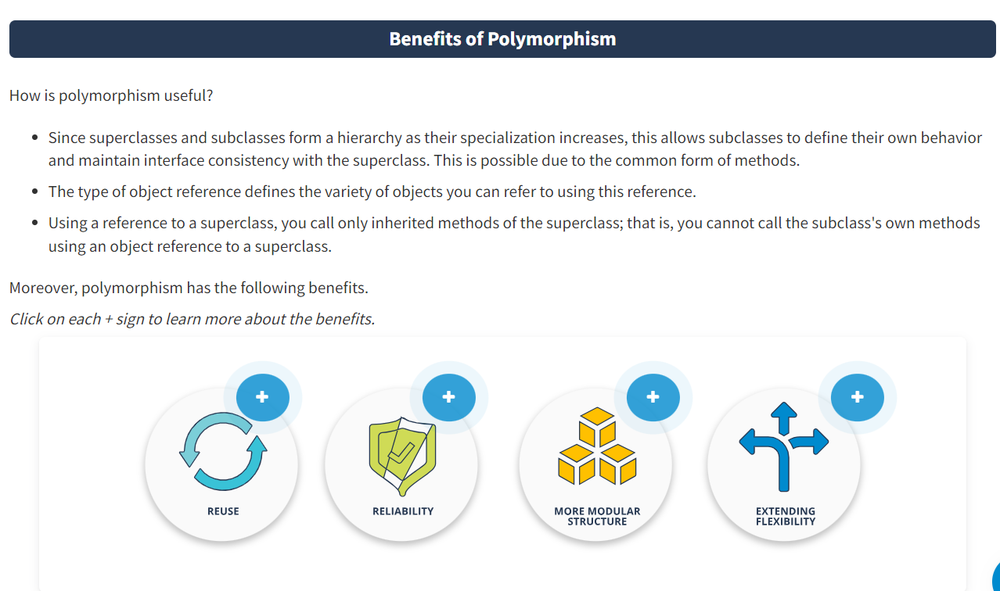 Benefits of Polymorphism
How is polymorphism useful?
• Since superclasses and subclasses form a hierarchy as their specialization increases, this allows subclasses to define their own behavior
and maintain interface consistency with the superclass. This is possible due to the common form of methods.
• The type of object reference defines the variety of objects you can refer to using this reference.
• Using a reference to a superclass, you call only inherited methods of the superclass; that is, you cannot call the subclass's own methods
using an object reference to a superclass.
Moreover, polymorphism has the following benefits.
Click on each + sign to learn more about the benefits.
+ + + +
REUSE
RELIABILITY
MORE MODULAR
STRUCTURE
EXTENDING
FLEXIBILITY